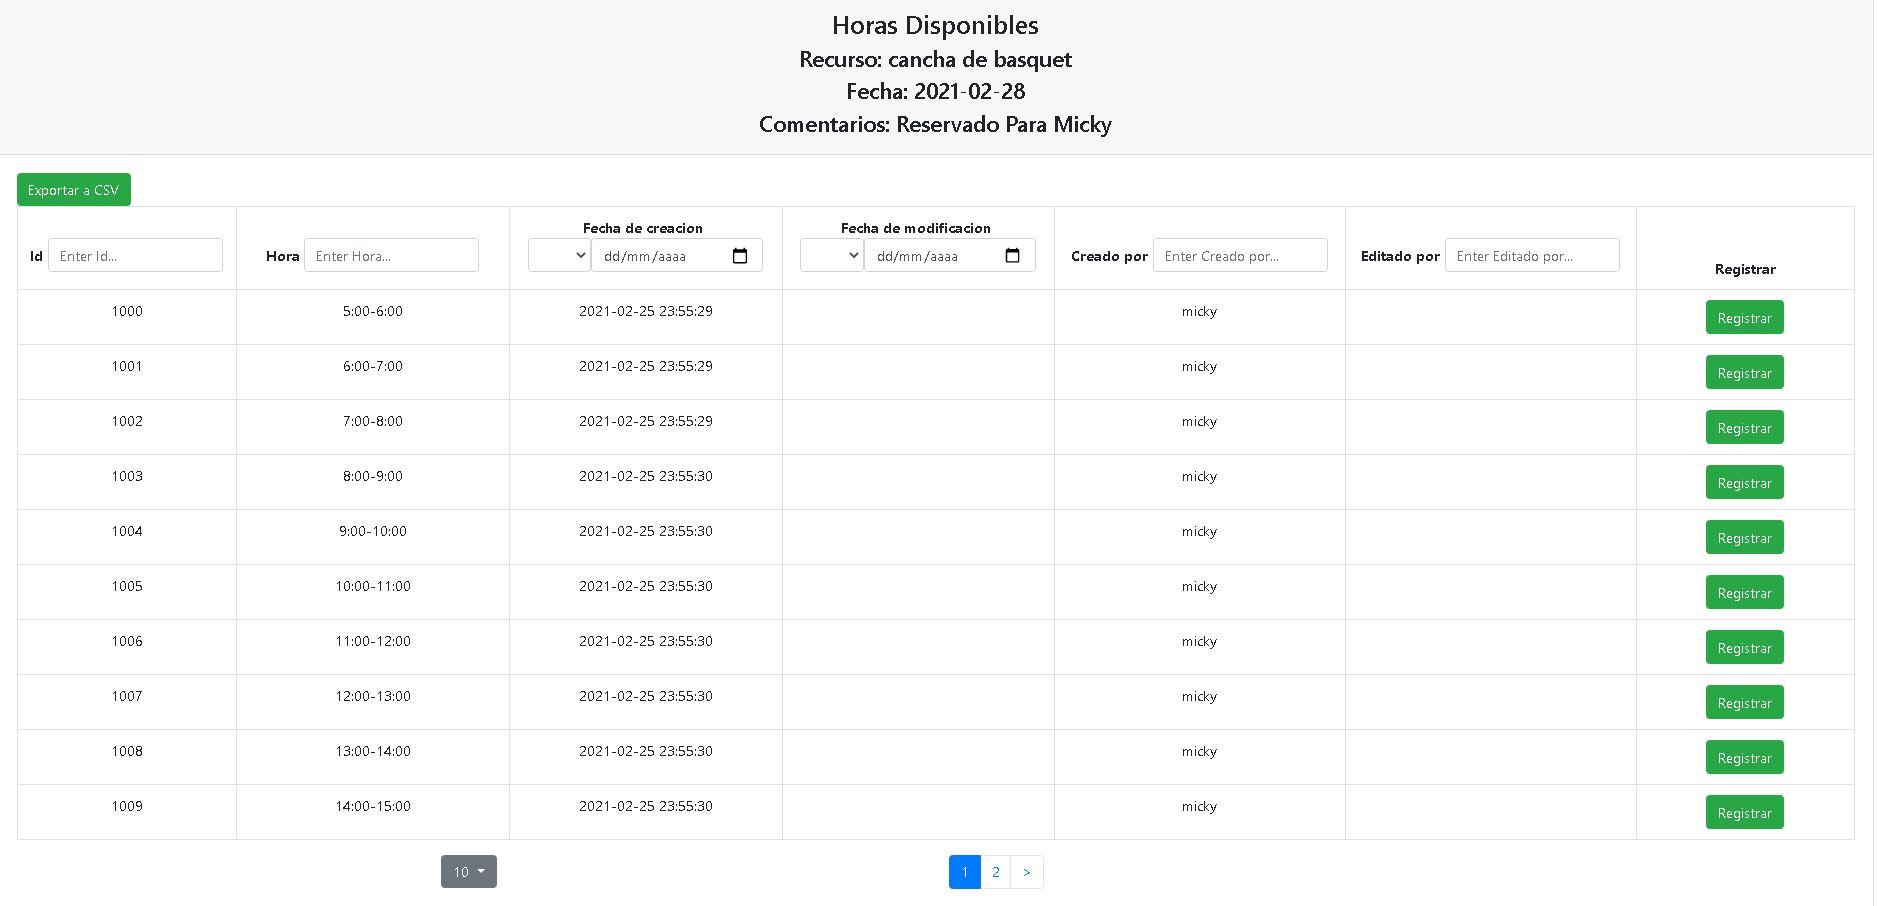 Horas Disponibles
Recurso: cancha de basquet
Fecha: 2021-02-28
Comentarios: Reservado Para Micky
Exportar a CSV
Id Enter Id... Hora Enter Hora... Fecha de creacion dd/mm/aaaa Fecha de modificacion dd/mm/aaaa Creado por Enter Creado por... Editado por Enter Editado por... Registrar
1000 5:00-6:00 2021-02-25 23:55:29 micky Registrar
1001 6:00-7:00 2021-02-25 23:55:29 micky Registrar
1002 7:00-8:00 2021-02-25 23:55:29 micky Registrar
1003 8:00-9:00 2021-02-25 23:55:30 micky Registrar
1004 9:00-10:00 2021-02-25 23:55:30 micky Registrar
1005 10:00-11:00 2021-02-25 23:55:30 micky Registrar
1006 11:00-12:00 2021-02-25 23:55:30 micky Registrar
1007 12:00-13:00 2021-02-25 23:55:30 micky Registrar
1008 13:00-14:00 2021-02-25 23:55:30 micky Registrar
1009 14:00-15:00 2021-02-25 23:55:30 micky Registrar
10 1 2 >